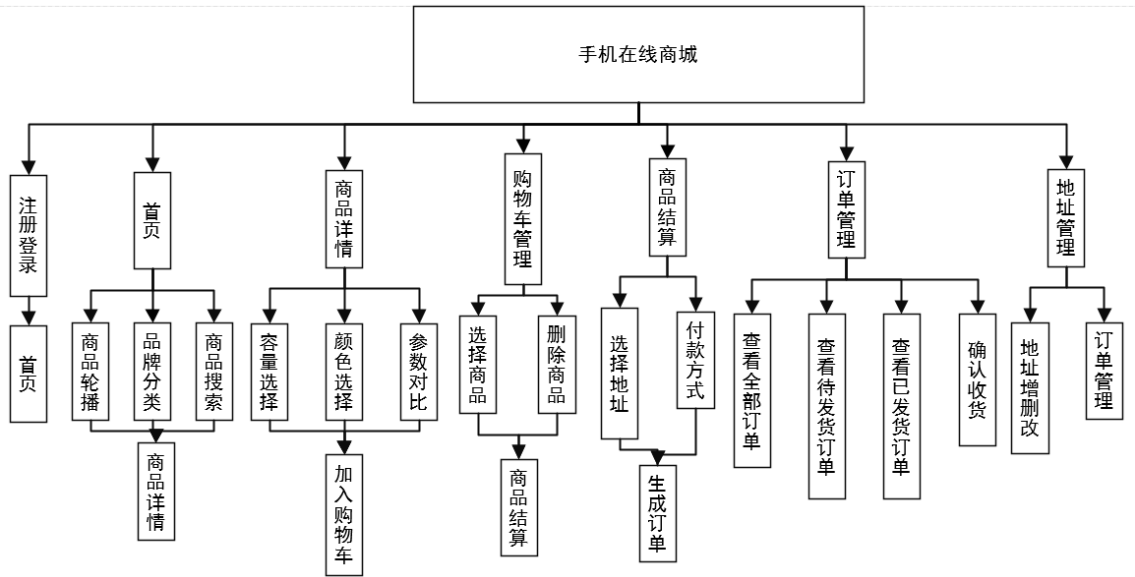 手机在线商城
注册登录
首页
商品详情
购物车管理
商品结算
订单管理
地址管理
首页
商品轮播
品牌分类
商品搜索
容量选择
颜色选择
参数对比
选择商品
删除商品
选择地址
付款方式
查看全部订单
查看待发货订单
查看已发货订单
确认收货
地址增删改
订单管理
商品详情
加入购物车
商品结算
生成订单